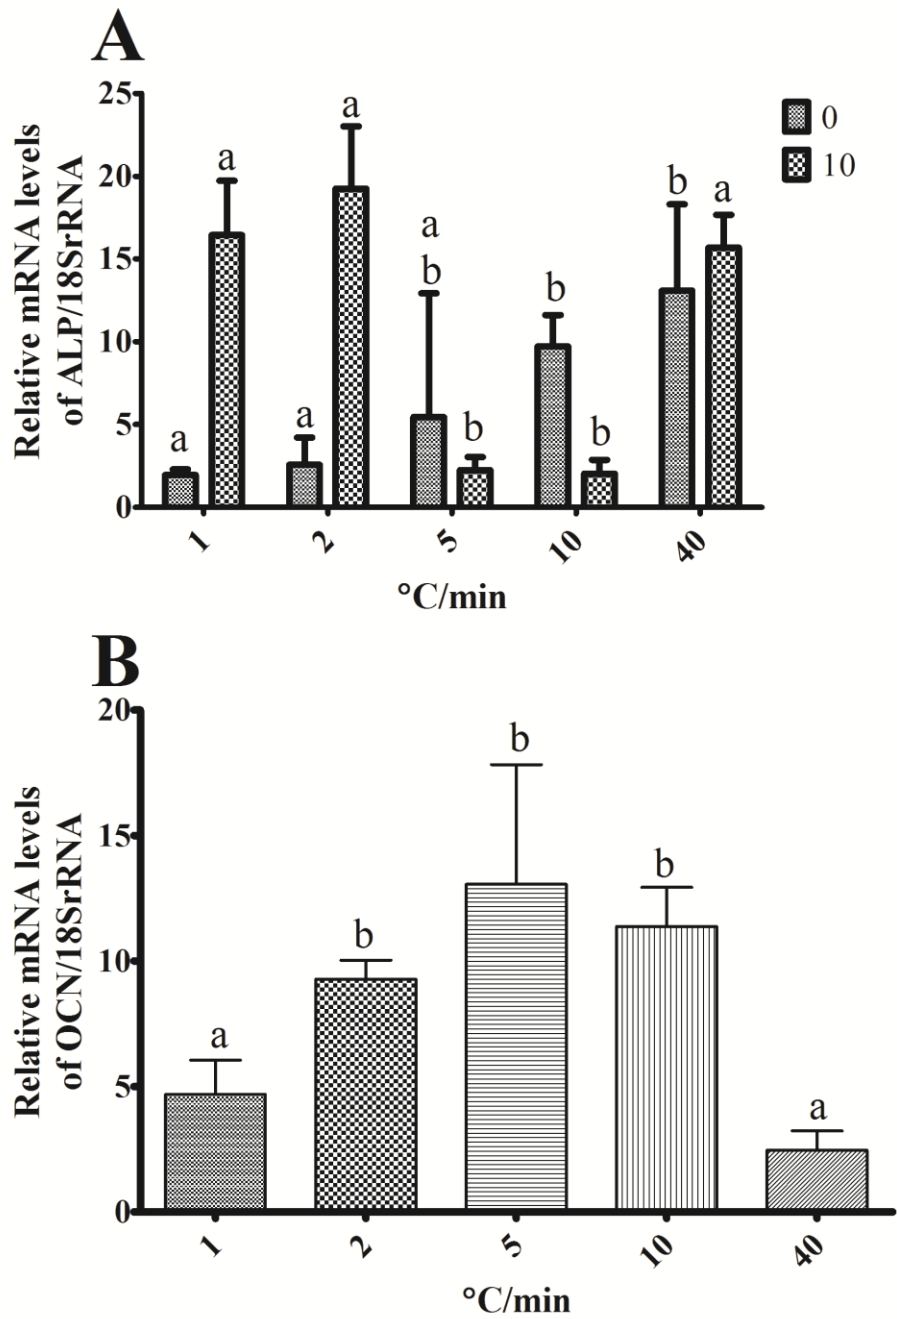 A
Relative mRNA levels
of ALP/18SrRNA
25
20
15
10
5
0
a
a
a
a
a
b
b
b
b
b
a
0
10
1
2
5
10
40
°C/min
B
Relative mRNA levels
of OCN/18SrRNA
20
15
10
5
0
a
b
b
b
a
1
2
5
10
40
°C/min